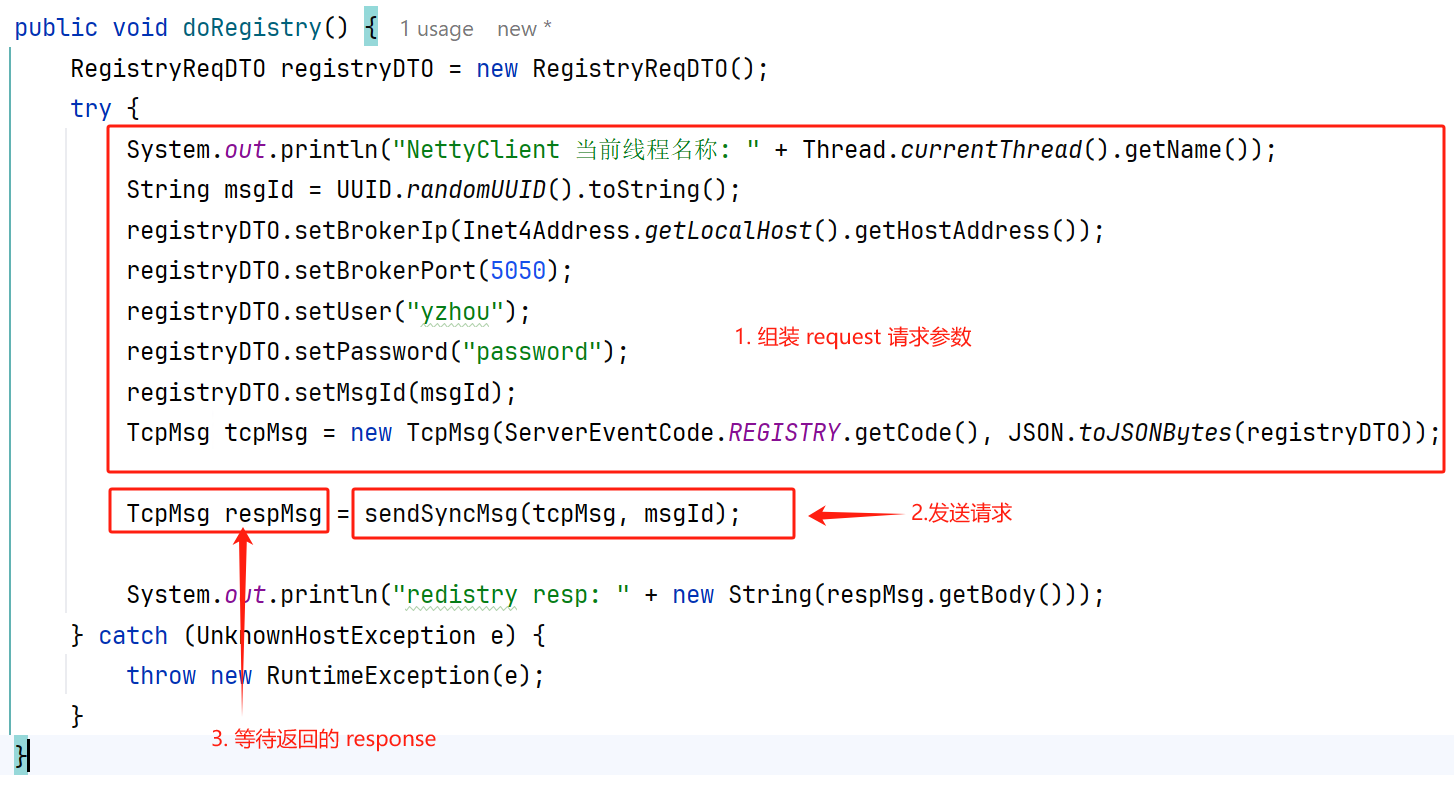 public void doRegistry() { 1 usage new *
RegistryReqDTO registryDTO = new RegistryReqDTO();
try {
System.out.println("NettyClient 当前线程名称: " + Thread.currentThread().getName());
String msgId = UUID.randomUUID().toString();
registryDTO.setBrokerIp(Inet4Address.getLocalHost().getHostAddress());
registryDTO.setBrokerPort(5050);
registryDTO.setUser("yzhou");
1. 组装 request 请求参数
registryDTO.setPassword("password");
registryDTO.setMsgId(msgId);
TcpMsg tcpMsg = new TcpMsg(ServerEventCode.REGISTRY.getCode(), JSON.toJSONBytes(registryDTO));
TcpMsg respMsg = sendSyncMsg(tcpMsg, msgId);
2.发送请求
System.out.println("redistry resp: " + new String(respMsg.getBody()));
} catch (UnknownHostException e) {
throw new RuntimeException(e);
}
3. 等待返回的 response
}